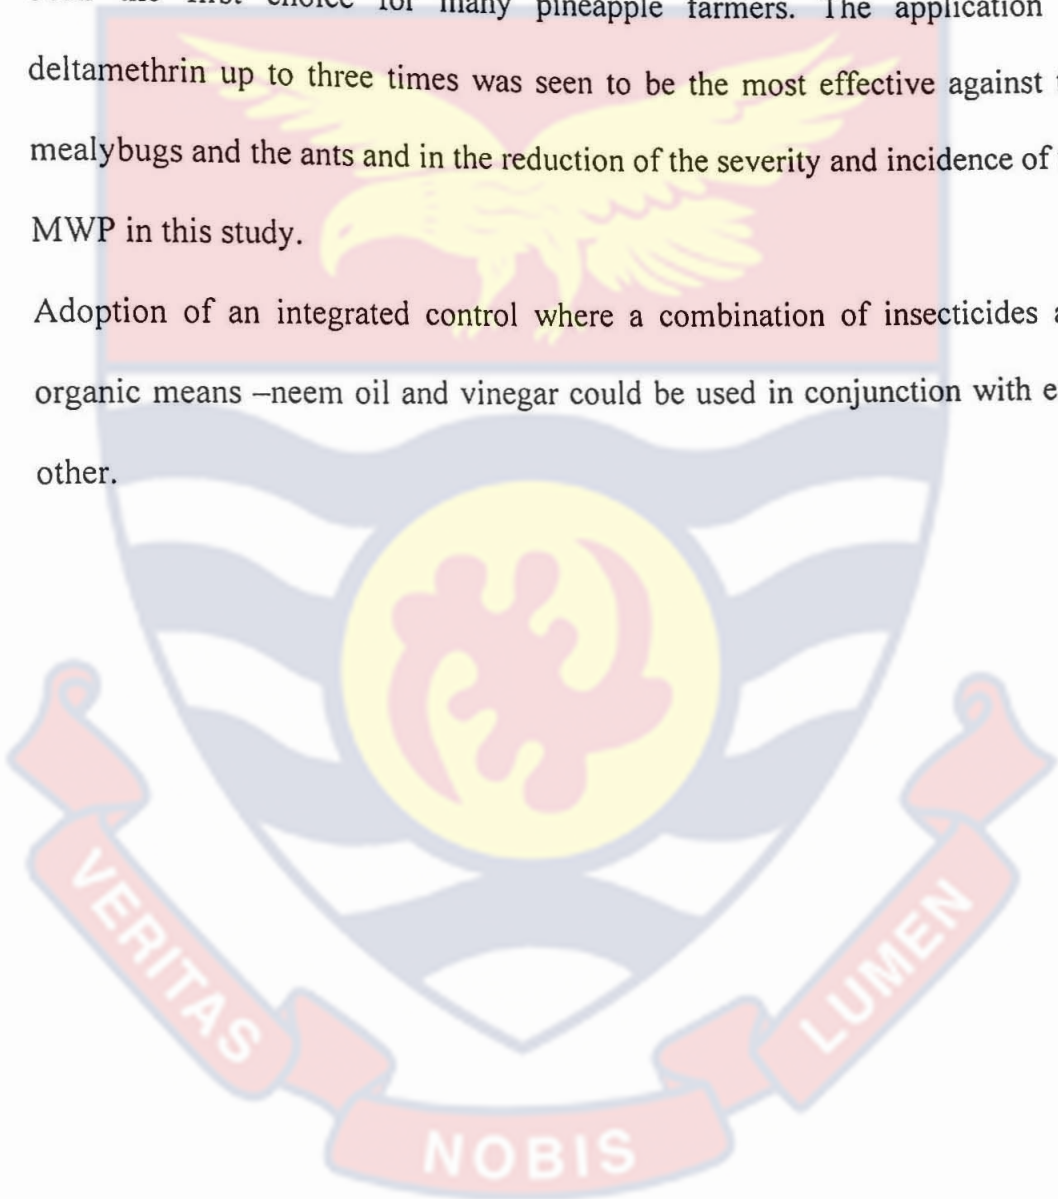 the first choice for many pineapple farmers. The application
deltamethrin up to three times was seen to be the most effective against
mealybugs and the ants and in the reduction of the severity and incidence of
MWP in this study.
Adoption of an integrated control where a combination of insecticides
organic means –neem oil and vinegar could be used in conjunction with
other.
VERITAS
NOBIS
LUMEN